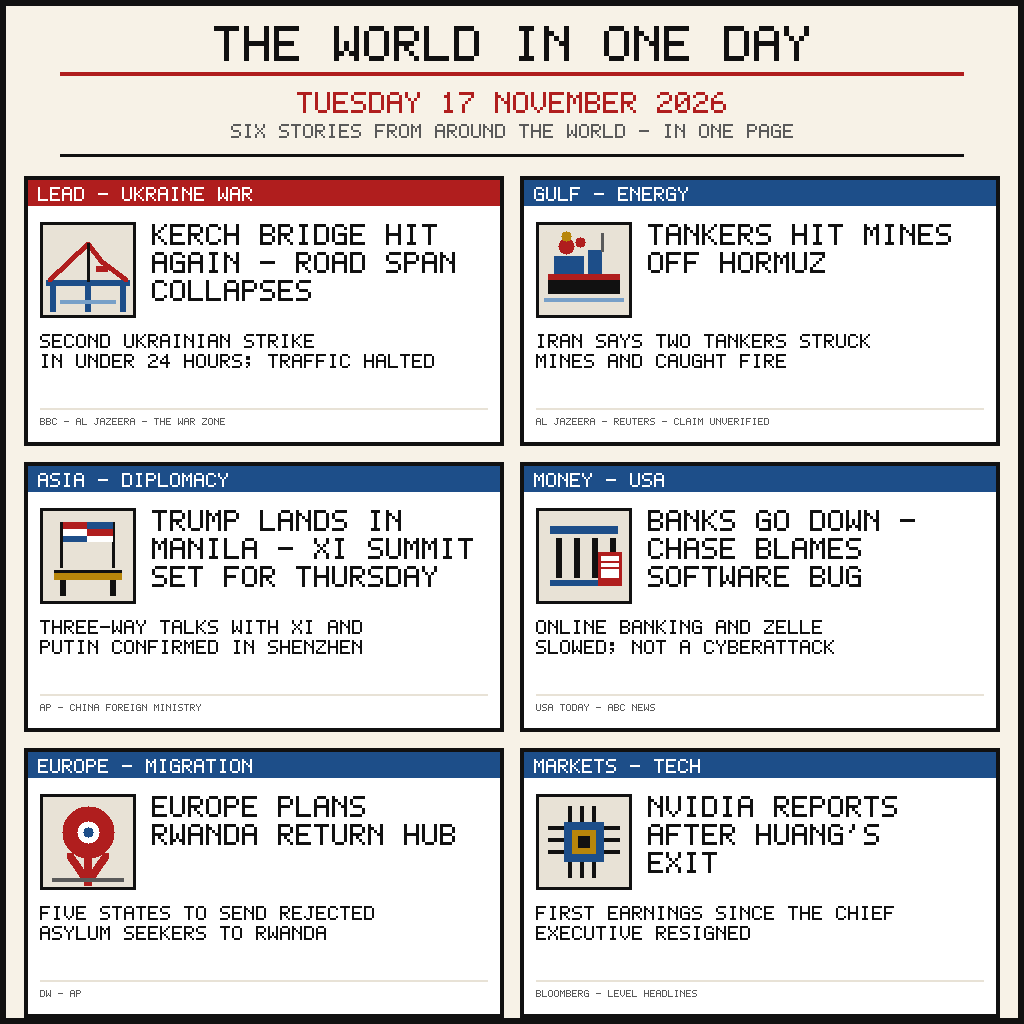 THE WORLD IN ONE DAY
TUESDAY 17 NOVEMBER 2026
SIX STORIES FROM AROUND THE WORLD - IN ONE PAGE
LEAD - UKRAINE WAR
KERCH BRIDGE HIT
AGAIN - ROAD SPAN
COLLAPSES
SECOND UKRAINIAN STRIKE
IN UNDER 24 HOURS; TRAFFIC HALTED
BBC - AL JAZEERA - THE WAR ZONE
GULF - ENERGY
TANKERS HIT MINES
OFF HORMUZ
IRAN SAYS TWO TANKERS STRUCK
MINES AND CAUGHT FIRE
AL JAZEERA - REUTERS - CLAIM UNVERIFIED
ASIA - DIPLOMACY
TRUMP LANDS IN
MANILA - XI SUMMIT
SET FOR THURSDAY
THREE-WAY TALKS WITH XI AND
PUTIN CONFIRMED IN SHENZHEN
AP - CHINA FOREIGN MINISTRY
MONEY - USA
BANKS GO DOWN -
CHASE BLAMES
SOFTWARE BUG
ONLINE BANKING AND ZELLE
SLOWED; NOT A CYBERATTACK
USA TODAY - ABC NEWS
EUROPE - MIGRATION
EUROPE PLANS
RWANDA RETURN HUB
FIVE STATES TO SEND REJECTED
ASYLUM SEEKERS TO RWANDA
DW - AP
MARKETS - TECH
NVIDIA REPORTS
AFTER HUANG'S
EXIT
FIRST EARNINGS SINCE THE CHIEF
EXECUTIVE RESIGNED
BLOOMBERG - LEVEL HEADLINES